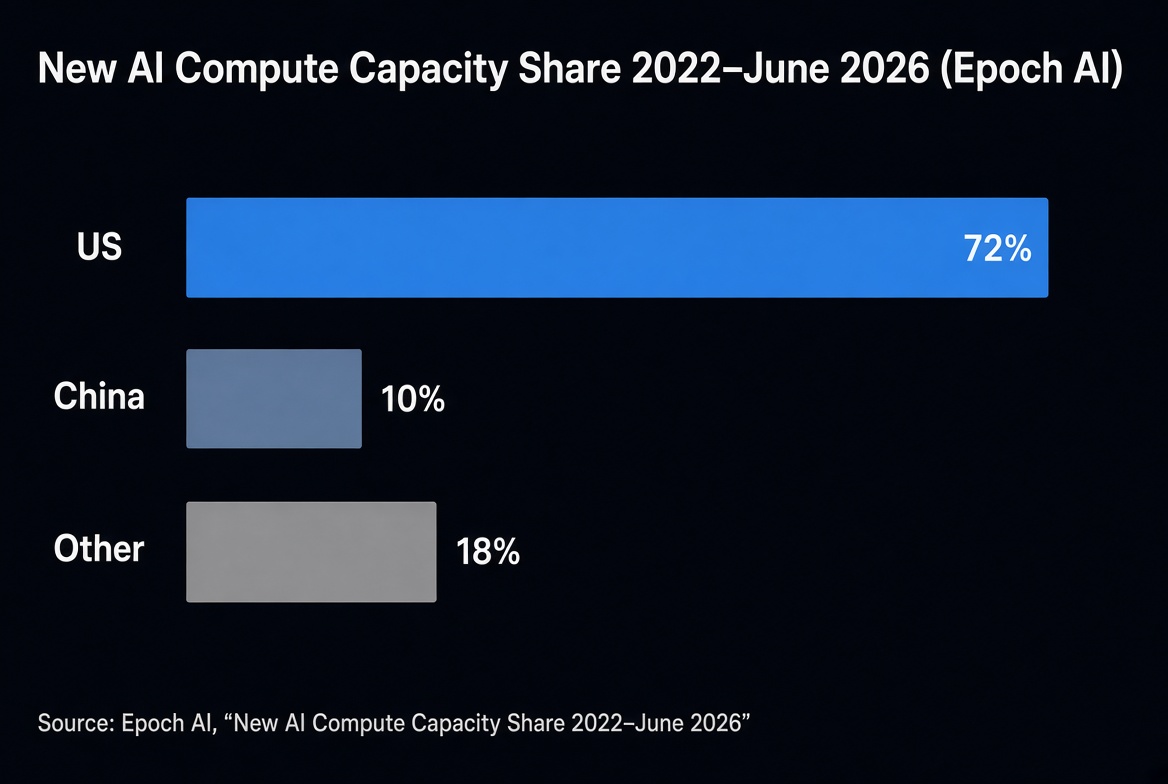 New AI Compute Capacity Share 2022–June 2026 (Epoch AI)
US
72%
China
10%
Other
18%
Source: Epoch AI, “New AI Compute Capacity Share 2022–June 2026”